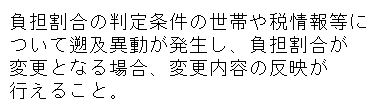 負担割合の判定条件の世帯や税情報等に
ついて遡及異動が発生し、負担割合が
変更となる場合、変更内容の反映が
行えること。